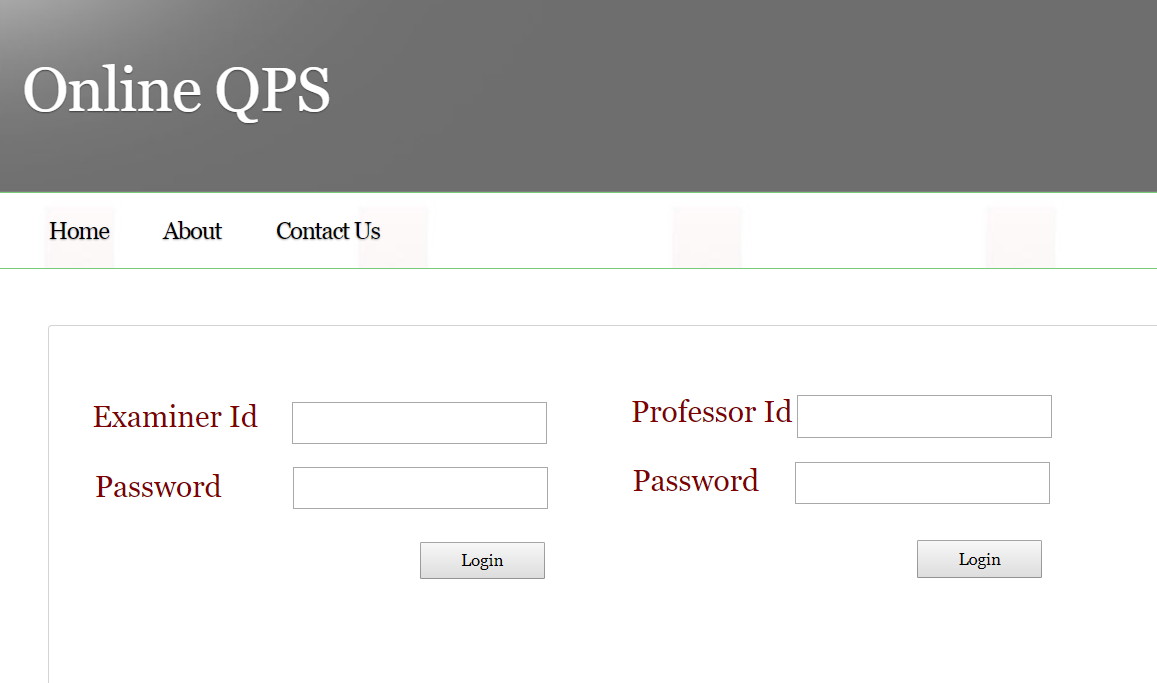 Online QPS
Home About Contact Us
Examiner Id
Password
Login
Professor Id
Password
Login